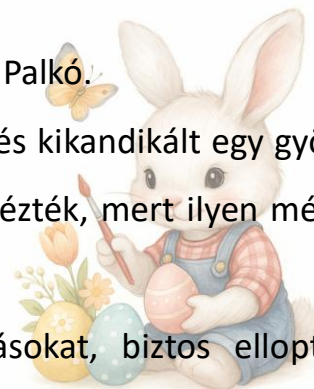 Palkó.
és kikandikált egy gyö
ézték, mert ilyen mé
ásokat, biztos ellopt